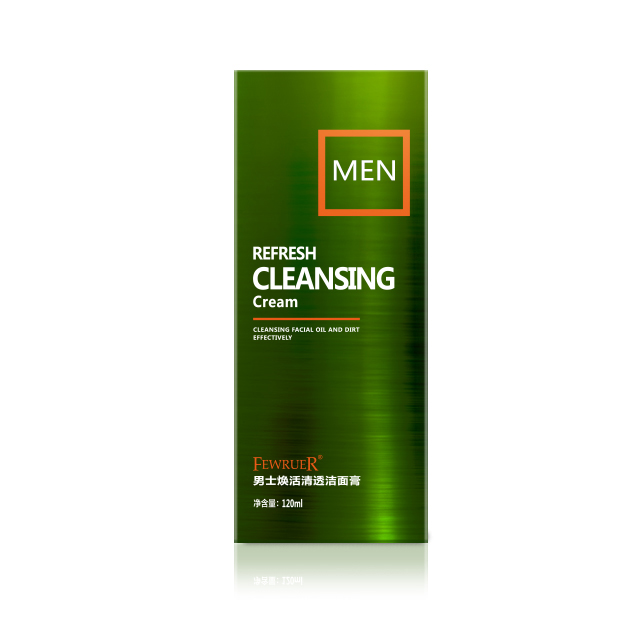 MEN
REFRESH
CLEANSING
Cream
CLEANSING FACIAL OIL AND DIRT
EFFECTIVELY
FEWRUER®
男士焕活清透洁面膏
净含量：120ml